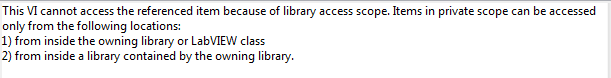 This VI cannot access the referenced item because of library access scope. Items in private scope can be accessed
only from the following locations:
1) from inside the owning library or LabVIEW class
2) from inside a library contained by the owning library.